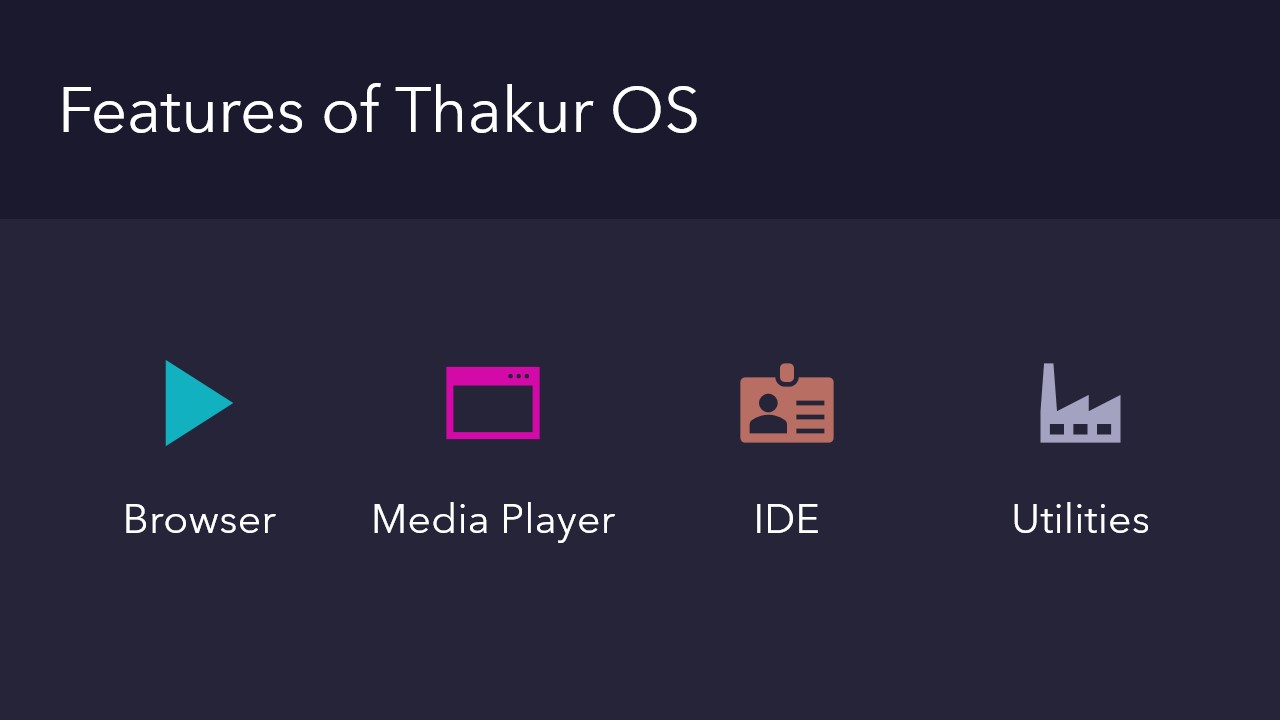 Features of Thakur OS
Browser
Media Player
IDE
Utilities